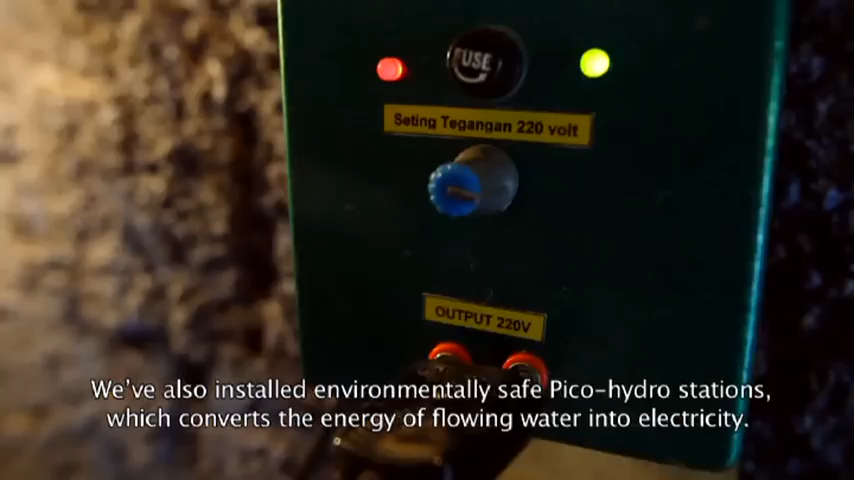 FUSE
Seting Tegangan 220 volt
OUTPUT 220V
We've also installed environmentally safe Pico-hydro stations,
which converts the energy of flowing water into electricity.